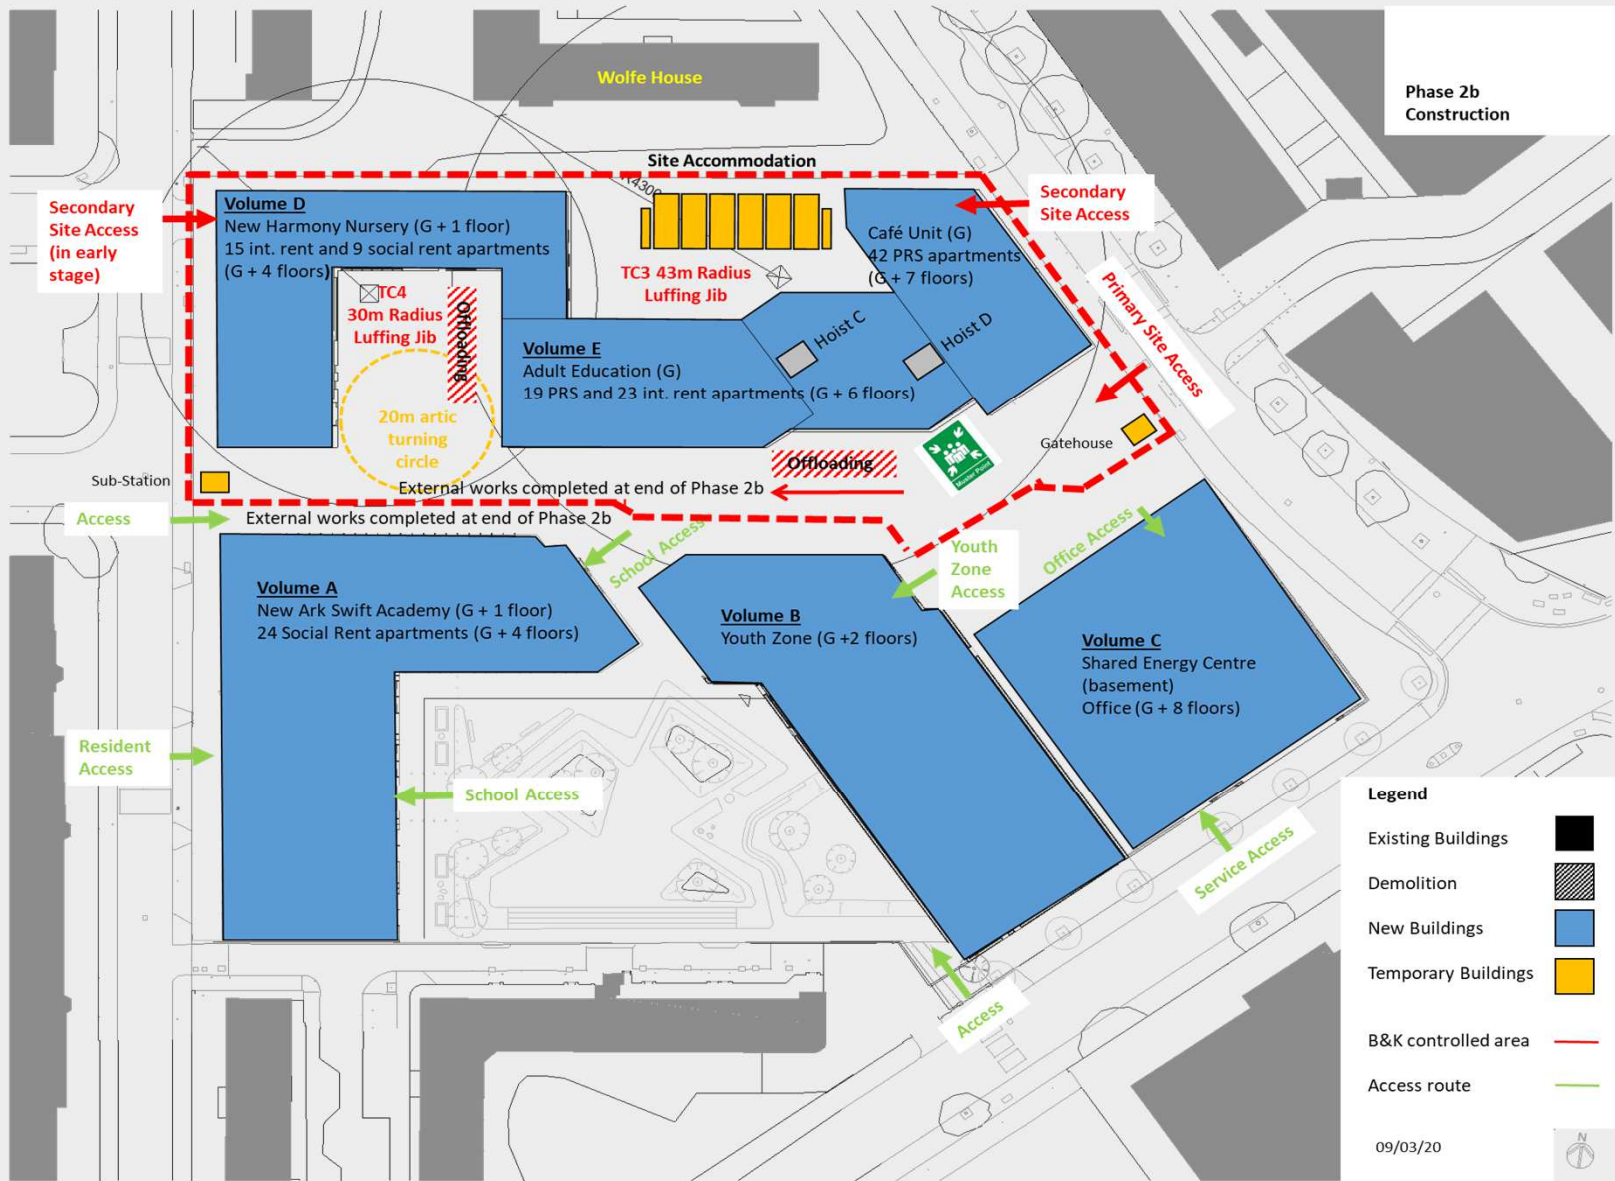 Wolfe House
Phase 2b
Construction
Site Accommodation
Secondary
Site Access
(in early
stage)
Volume D
New Harmony Nursery (G + 1 floor)
15 int. rent and 9 social rent apartments
(G + 4 floors)
Secondary
Site Access
Café Unit (G)
42 PRS apartments
(G + 7 floors)
TC3 43m Radius
Luffing Jib
TC4
30m Radius
Luffing Jib
Offloading
Primary Site Access
Hoist C
Hoist D
Volume E
Adult Education (G)
19 PRS and 23 int. rent apartments (G + 6 floors)
20m artic
turning
circle
Offloading
Muster Point
Gatehouse
Sub-Station
External works completed at end of Phase 2b
Access
External works completed at end of Phase 2b
School Access
Youth
Zone
Access
Office Access
Volume A
New Ark Swift Academy (G + 1 floor)
24 Social Rent apartments (G + 4 floors)
Volume B
Youth Zone (G +2 floors)
Volume C
Shared Energy Centre
(basement)
Office (G + 8 floors)
Resident
Access
School Access
Service Access
Access
Legend
Existing Buildings
Demolition
New Buildings
Temporary Buildings
B&K controlled area
Access route
09/03/20
N